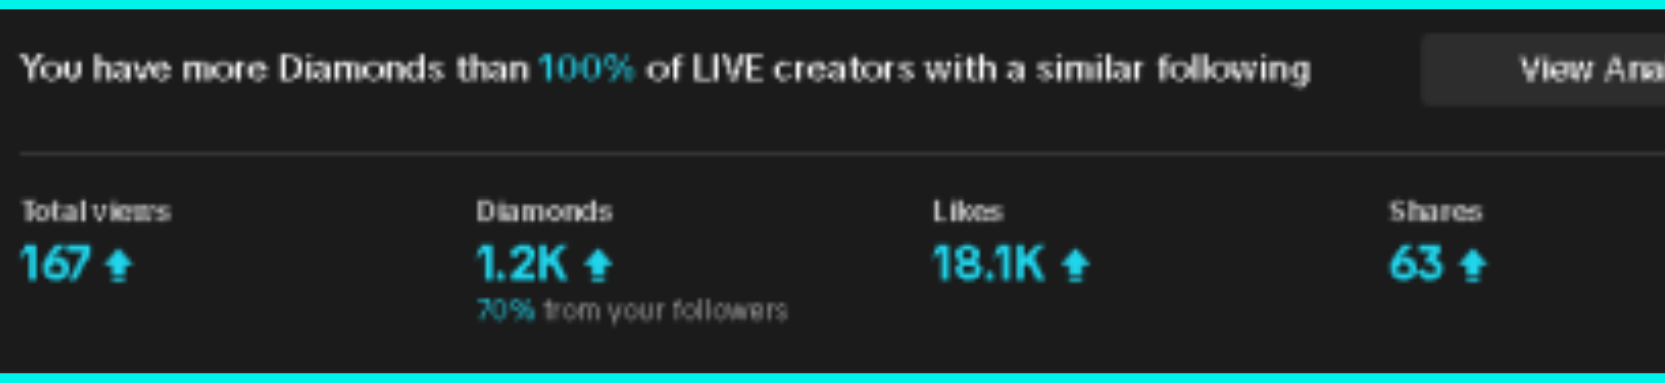 You have more Diamonds than 100% of LIVE creators with a similar following
View Ana
Total views
167
Diamonds
1.2K
70% from your followers
Likes
18.1K
Shares
63